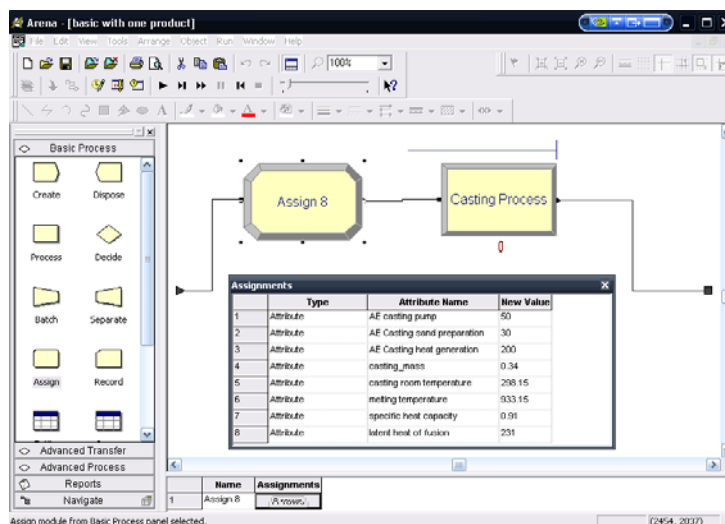 Arena - [basic with one product]
File Edit View Tools Arrange Object Run Window Help
100%
Basic Process
Create Dispose
Process Decide
Batch Separate
Assign Record
Advanced Transfer
Advanced Process
Reports
Navigate
Assign 8
Casting Process
0
Assignments
Type Attribute Name New Value
1 Attribute AE casting pump 50
2 Attribute AE Casting sand preparation 30
3 Attribute AE Casting heat generation 200
4 Attribute casting_mass 0.34
5 Attribute casting room temperature 298.15
6 Attribute melting temperature 933.15
7 Attribute specific heat capacity 0.91
8 Attribute latent heat of fusion 231
Name Assignments
1 Assign 8 8 rows
Assign module from Basic Process panel selected.
(2454, 2037)